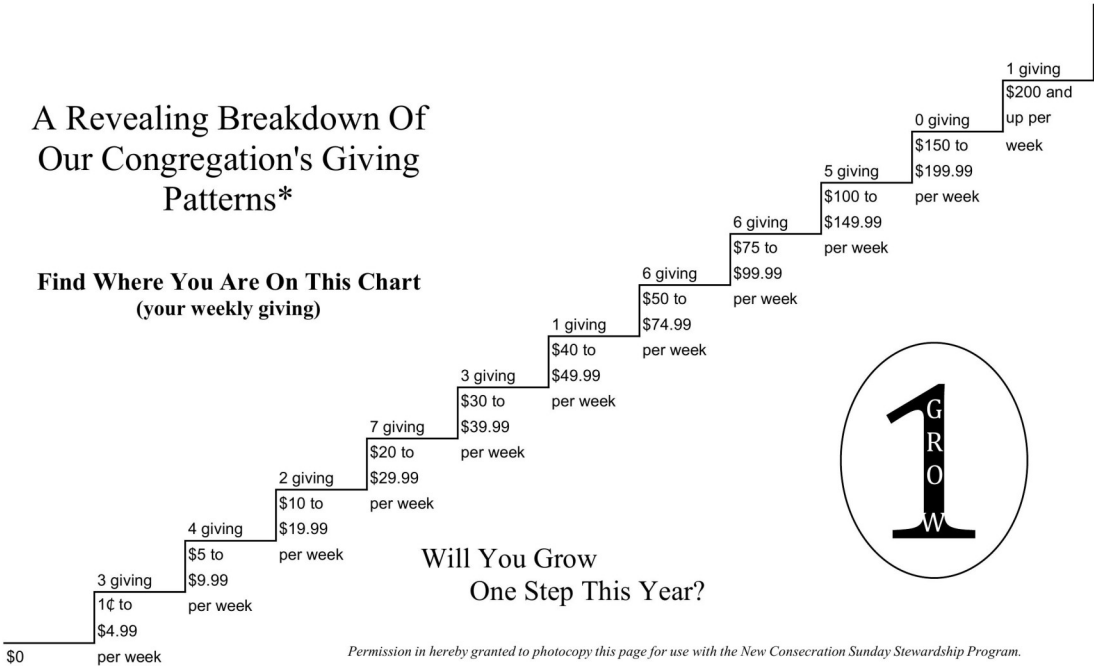 A Revealing Breakdown Of
Our Congregation's Giving
Patterns*
Find Where You Are On This Chart
(your weekly giving)
$0
3 giving
1¢ to
$4.99
per week
4 giving
$5 to
$9.99
per week
2 giving
$10 to
$19.99
per week
7 giving
$20 to
$29.99
per week
3 giving
$30 to
$39.99
per week
1 giving
$40 to
$49.99
per week
6 giving
$50 to
$74.99
per week
6 giving
$75 to
$99.99
per week
5 giving
$100 to
$149.99
per week
0 giving
$150 to
$199.99
per week
1 giving
$200 and
up per
week
1
G
R
O
W
Will You Grow
One Step This Year?
Permission in hereby granted to photocopy this page for use with the New Consecration Sunday Stewardship Program.